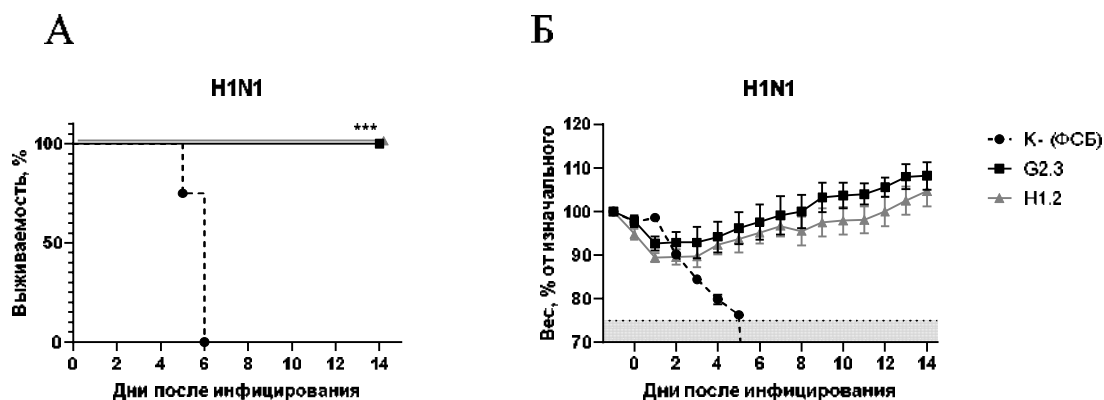 А
Б
H1N1
H1N1
***
Выживаемость, %
100
50
0
0 2 4 6 8 10 12 14
Дни после инфицирования
Вес, % от изначального
120
110
100
90
80
70
0 2 4 6 8 10 12 14
Дни после инфицирования
К- (ФСБ)
G2.3
H1.2